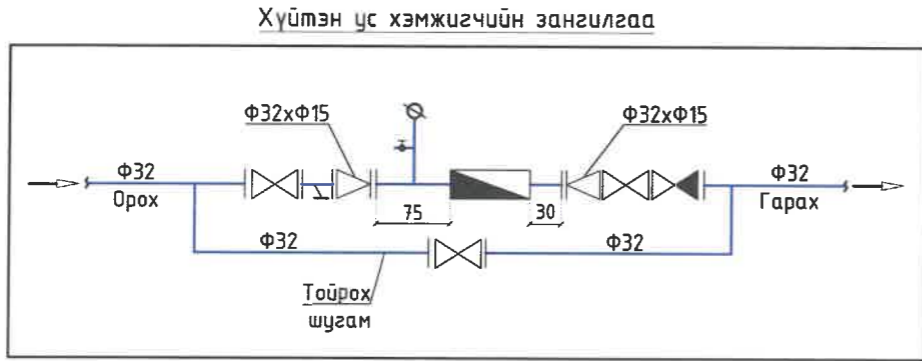 Хүйтэн ус хэмжигчийн зангилгаа
Ф32хФ15
Ф32хФ15
Ф32
Орох
Ф32
Гарах
75
30
Ф32
Ф32
Тойрох
шугам